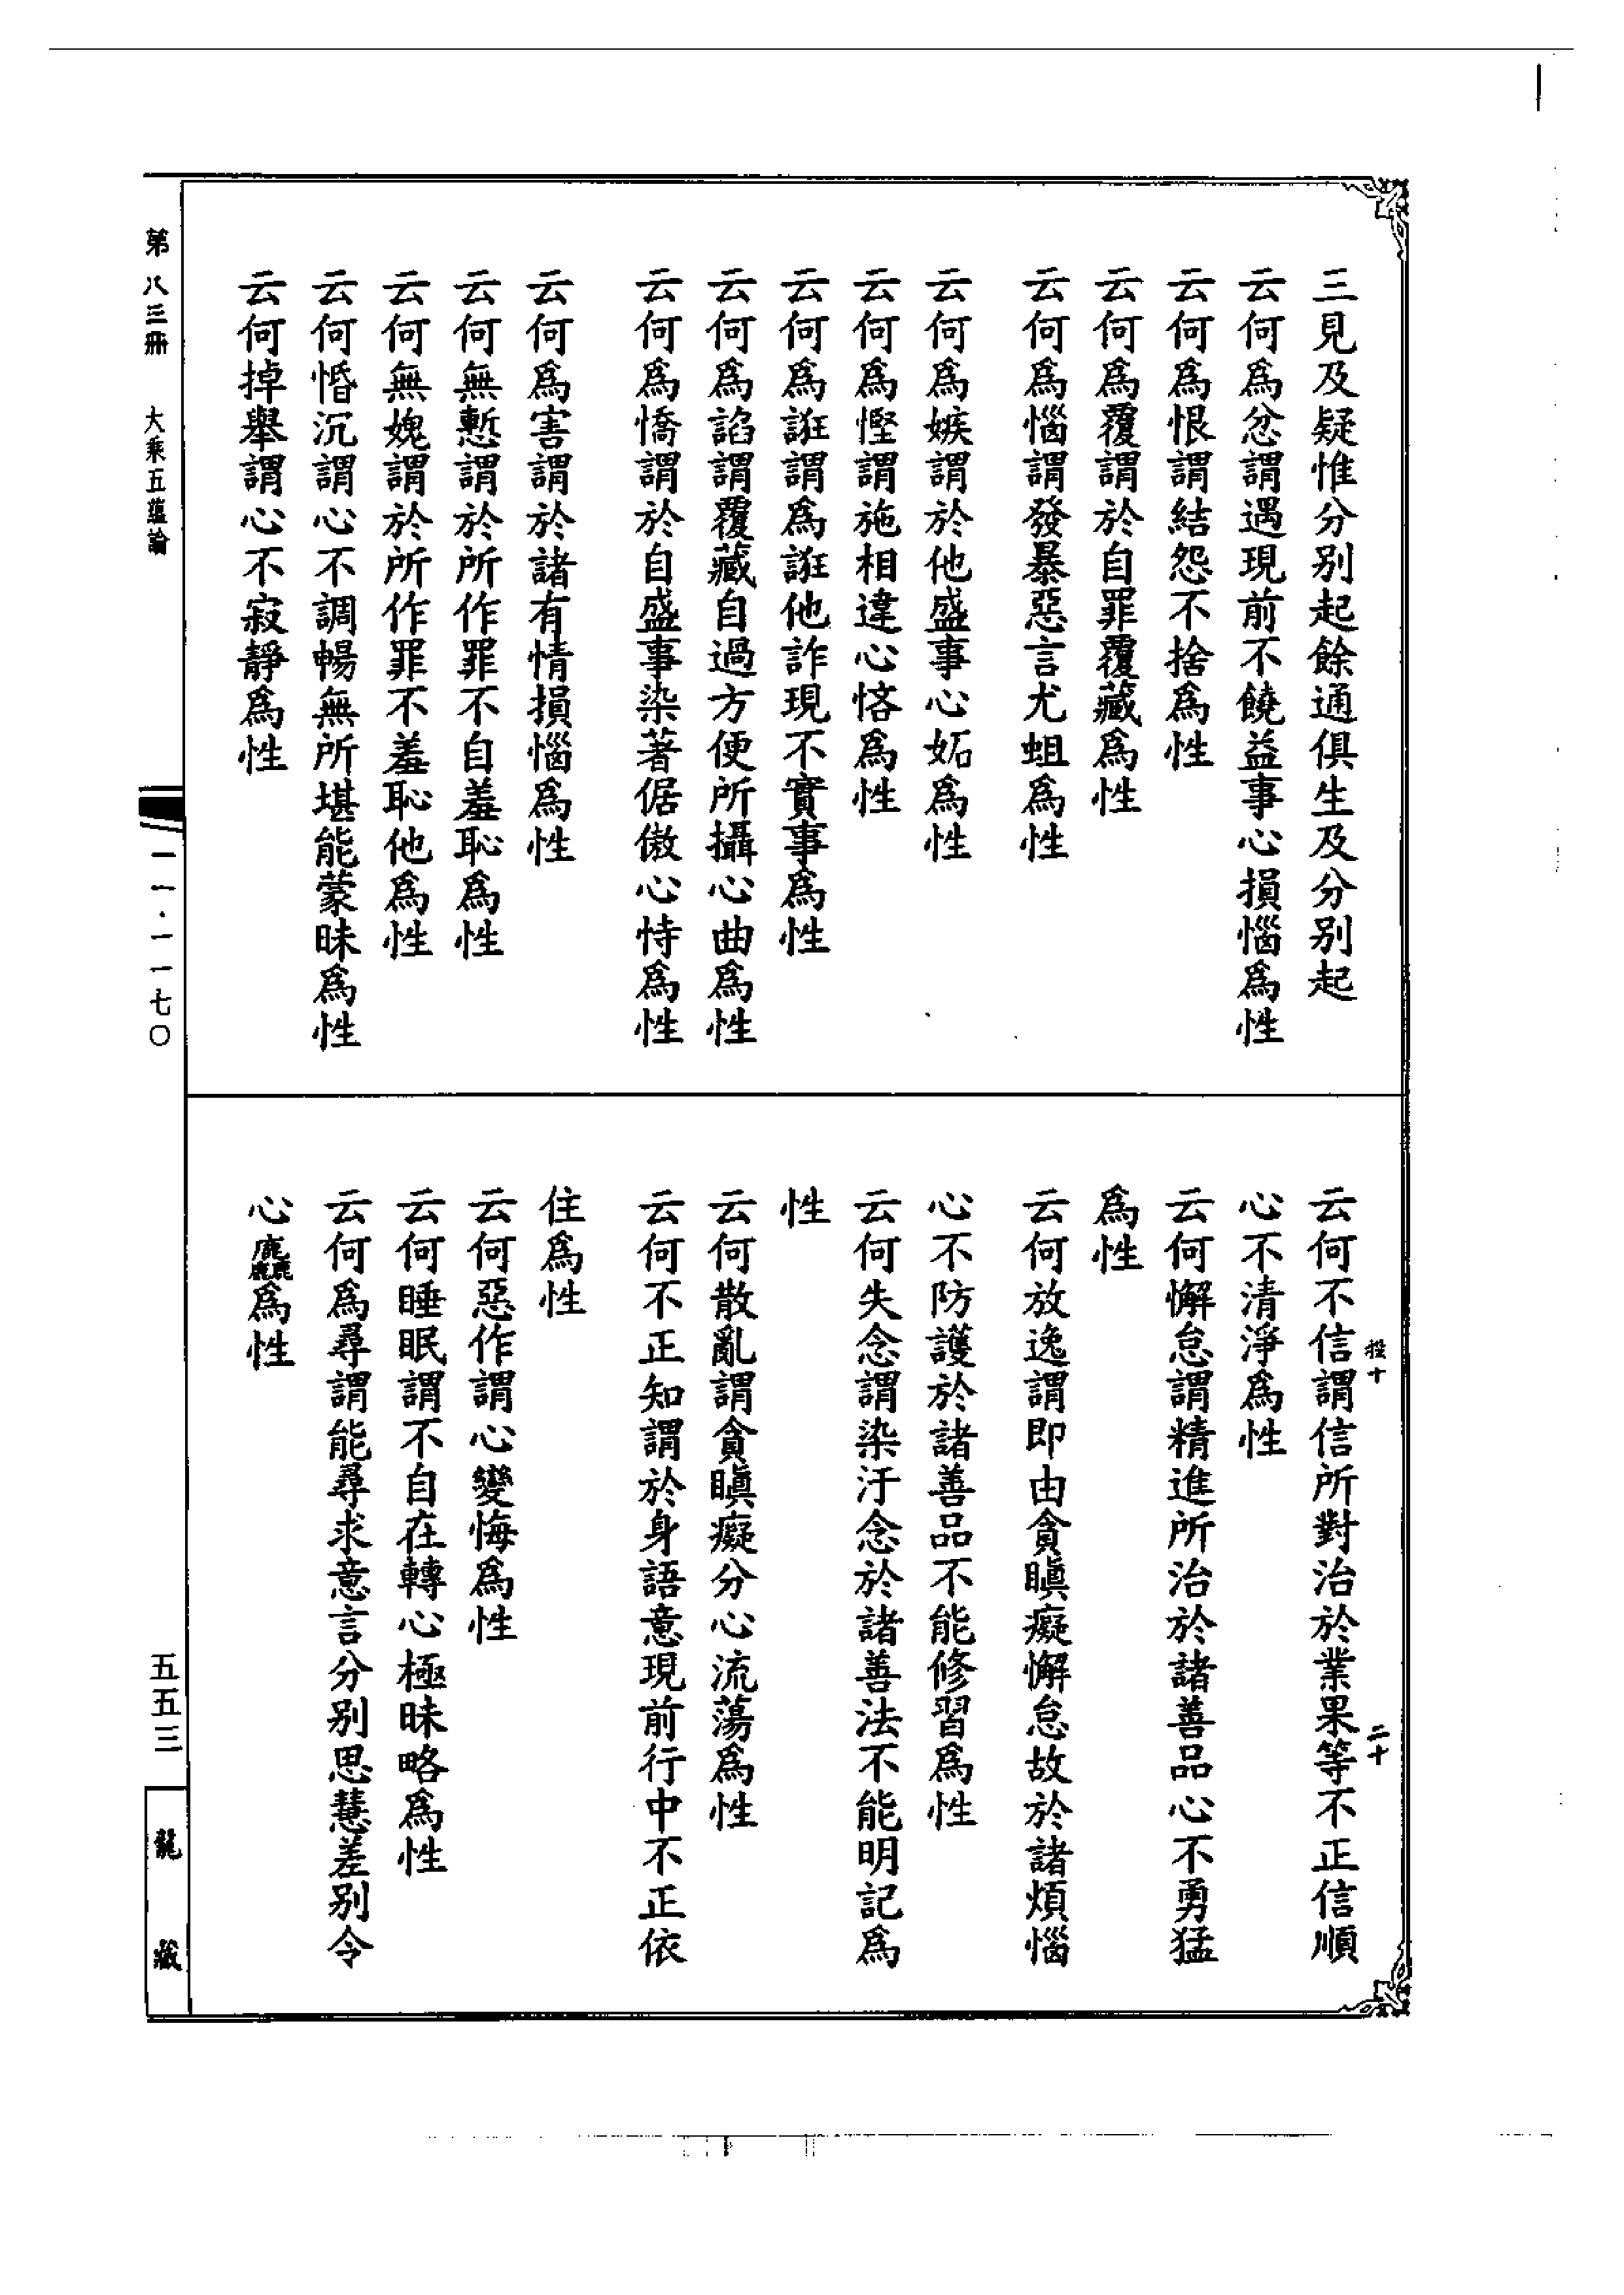 三見及疑惟分別起餘通俱生及分別起
云何爲忿謂遇現前不饒益事心損惱爲性
云何爲恨謂結怨不捨爲性
云何爲覆謂於自罪覆藏爲性
云何爲惱謂發暴惡言尤蛆爲性
云何爲嫉謂於他盛事心妬爲性
云何爲慳謂施相違心悋爲性
云何爲誑謂爲誑他詐現不實事爲性
云何爲諂謂覆藏自過方便所攝心曲爲性
云何爲憍謂於自盛事染著倨傲心恃爲性
云何爲害謂於諸有情損惱爲性
云何無慙謂於所作罪不自羞恥爲性
云何無媿謂於所作罪不羞恥他爲性
云何惛沉謂心不調暢無所堪能蒙昧爲性
云何掉舉謂心不寂靜爲性
云何不信謂信所對治於業果等不正信順
心不清淨爲性
云何懈怠謂精進所治於諸善品心不勇猛
爲性
云何放逸謂即由貪瞋癡懈怠故於諸煩惱
心不防護於諸善品不能修習爲性
云何失念謂染汙念於諸善法不能明記爲
性
云何散亂謂貪瞋癡分心流蕩爲性
云何不正知謂於身語意現前行中不正依
住爲性
云何惡作謂心變悔爲性
云何睡眠謂不自在轉心極昧略爲性
云何爲尋謂能尋求意言分別思慧差別令
心麤爲性
投十
二十
第八三冊 大乘五蘊論
一一·一一七〇
五五三
龍藏